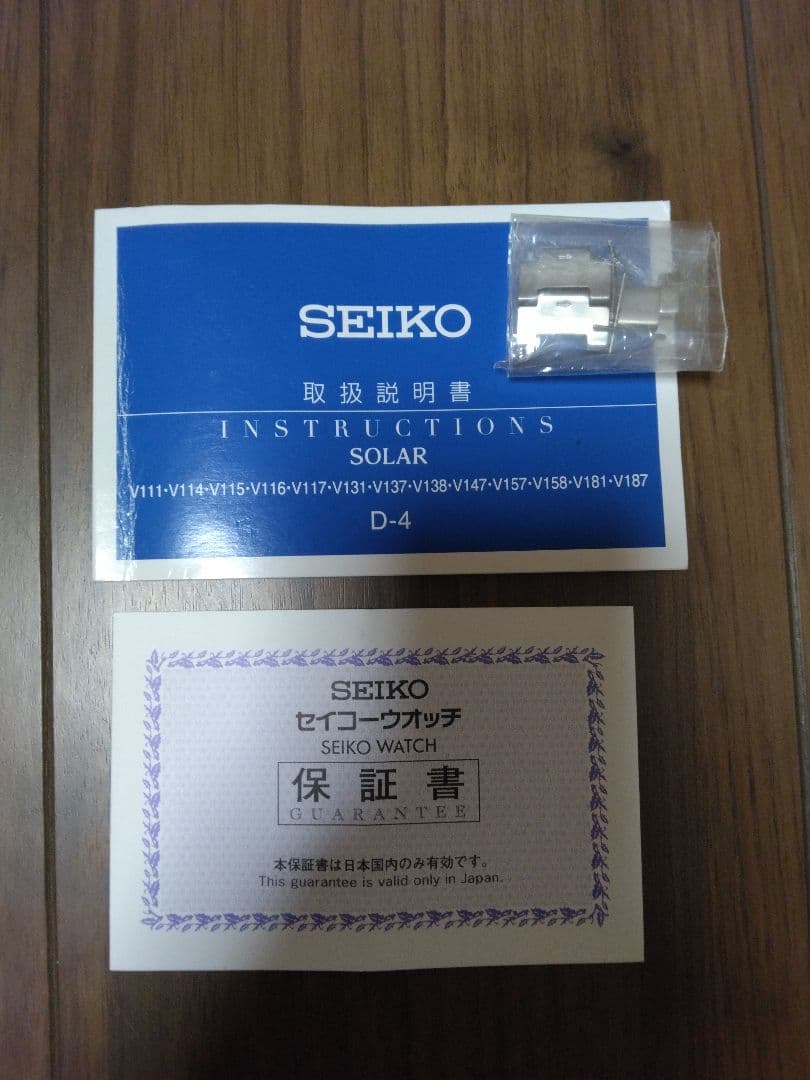 SEIKO
取扱説明書
INSTRUCTIONS
SOLAR
V111・V114・V115・V116・V117・V131・V137・V138・V147・V157・V158・V181・V187
D-4
SEIKO
セイコーウオッチ
SEIKO WATCH
保証書
GUARANTEE
本保証書は日本国内のみ有効です。
This guarantee is valid only in Japan.